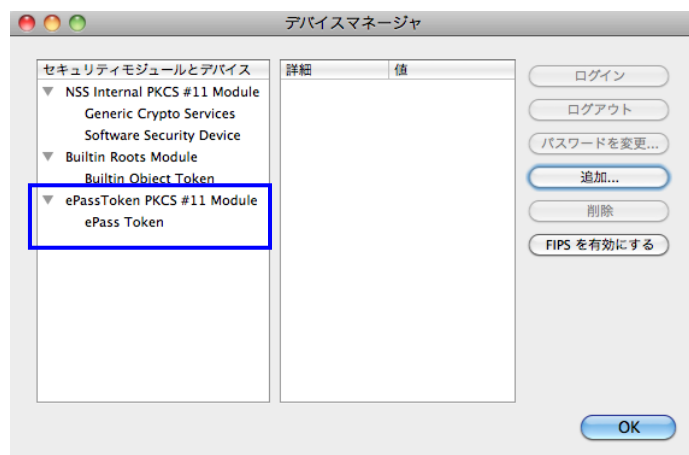 デバイスマネージャ
セキュリティモジュールとデバイス
NSS Internal PKCS #11 Module
Generic Crypto Services
Software Security Device
Builtin Roots Module
Builtin Object Token
ePassToken PKCS #11 Module
ePass Token
詳細
値
ログイン
ログアウト
パスワードを変更...
追加...
削除
FIPS を有効にする
OK